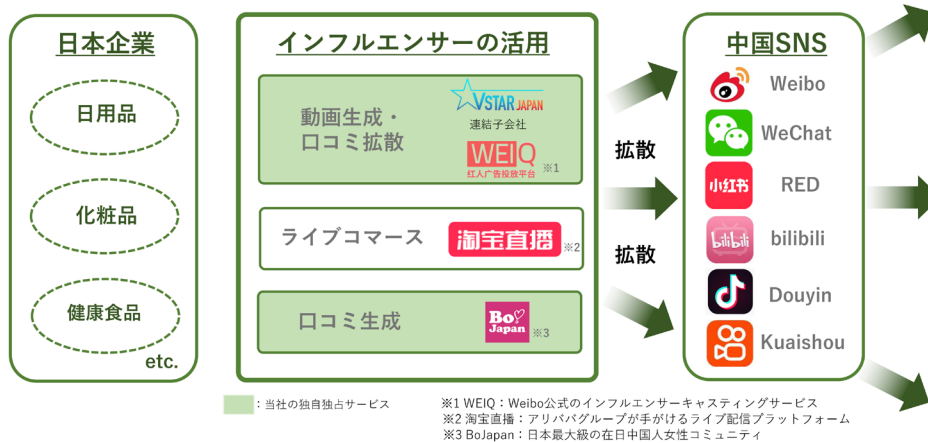 日本企業
日用品
化粧品
健康食品
etc.
インフルエンサーの活用
動画生成・
口コミ拡散
VSTAR JAPAN
連結子会社
WEIQ
红人广告投放平台
※1
ライブコマース
淘宝直播
※2
口コミ生成
Bo
Japan
※3
拡散
拡散
中国SNS
Weibo
WeChat
小红书
RED
bilibili
bilibili
Douyin
Kuaishou
：当社の独自独占サービス
※1 WEIQ：Weibo公式のインフルエンサーキャスティングサービス
※2 淘宝直播：アリババグループが手がけるライブ配信プラットフォーム
※3 BoJapan：日本最大級の在日中国人女性コミュニティ